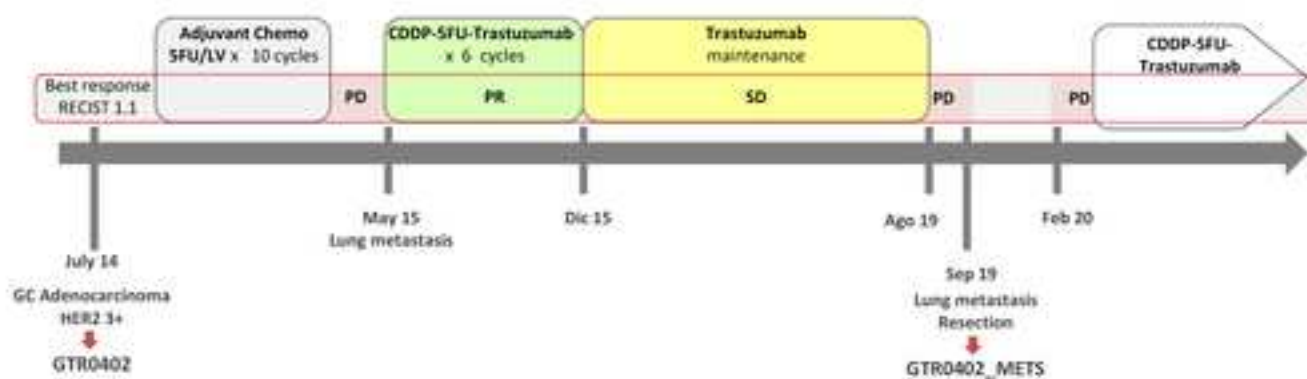 Adjuvant Chemo
5FU/LV x 10 cycles
CDDP-5FU-Trastuzumab
x 6 cycles
Trastuzumab
maintenance
CDDP-5FU-
Trastuzumab
Best response
RECIST 1.1
PD
PR
SD
PD
PD
May 15
Lung metastasis
Dic 15
Ago 19
Feb 20
July 14
GC Adenocarcinoma
HER2 3+
GTR0402
Sep 19
Lung metastasis
Resection
GTR0402_METS